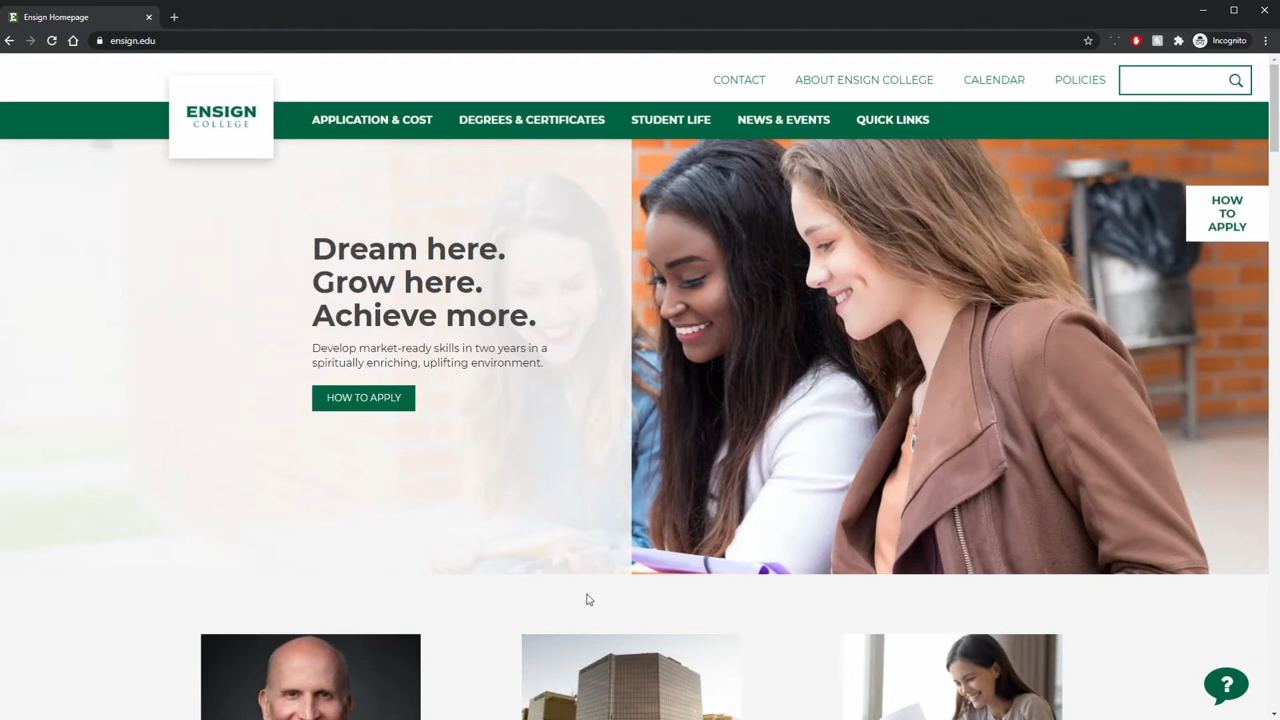 Ensign Homepage
ensign.edu
Incognito
CONTACT
ABOUT ENSIGN COLLEGE
CALENDAR
POLICIES
ENSIGN
COLLEGE
APPLICATION & COST
DEGREES & CERTIFICATES
STUDENT LIFE
NEWS & EVENTS
QUICK LINKS
HOW
TO
APPLY
Dream here.
Grow here.
Achieve more.
Develop market-ready skills in two years in a
spiritually enriching, uplifting environment.
HOW TO APPLY
?